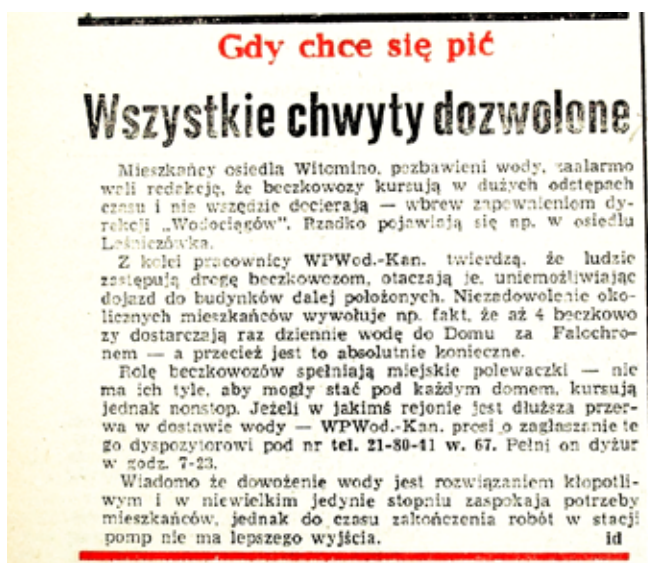 Gdy chce się pić
Wszystkie chwyty dozwolone
Mieszkańcy osiedla Witomino, pozbawieni wody, zaalarmo
wali redakcję, że beczkowozy kursują w dużych odstępach
czasu i nie wszędzie docierają — wbrew zapewnieniom dy-
rekcji „Wodociągów". Rzadko pojawiają się np. w osiedlu
Leśniczówka.
Z kolei pracownicy WPWod.-Kan. twierdzą, że ludzie
zastępują drogę beczkowozom, otaczają je, uniemożliwiając
dojazd do budynków dalej położonych. Niezadowolenie oko-
licznych mieszkańców wywołuje np. fakt, że aż 4 beczkowo
zy dostarczają raz dziennie wodę do Domu za Falochro-
nem — a przecież jest to absolutnie konieczne.
Rolę beczkowozów spełniają miejskie polewaczki — nie
ma ich tyle, aby mogły stać pod każdym domem, kursują
jednak nonstop. Jeżeli w jakimś rejonie jest dłuższa przer-
wa w dostawie wody — WPWod.-Kan. prosi o zgłaszanie te
go dyspozytorowi pod nr tel. 21-80-41 w. 67. Pełni on dyżur
w godz. 7-23.
Wiadomo że dowożenie wody jest rozwiązaniem kłopotli-
wym i w niewielkim jedynie stopniu zaspokaja potrzeby
mieszkańców, jednak do czasu zakończenia robót w stacji
pomp nie ma lepszego wyjścia. id